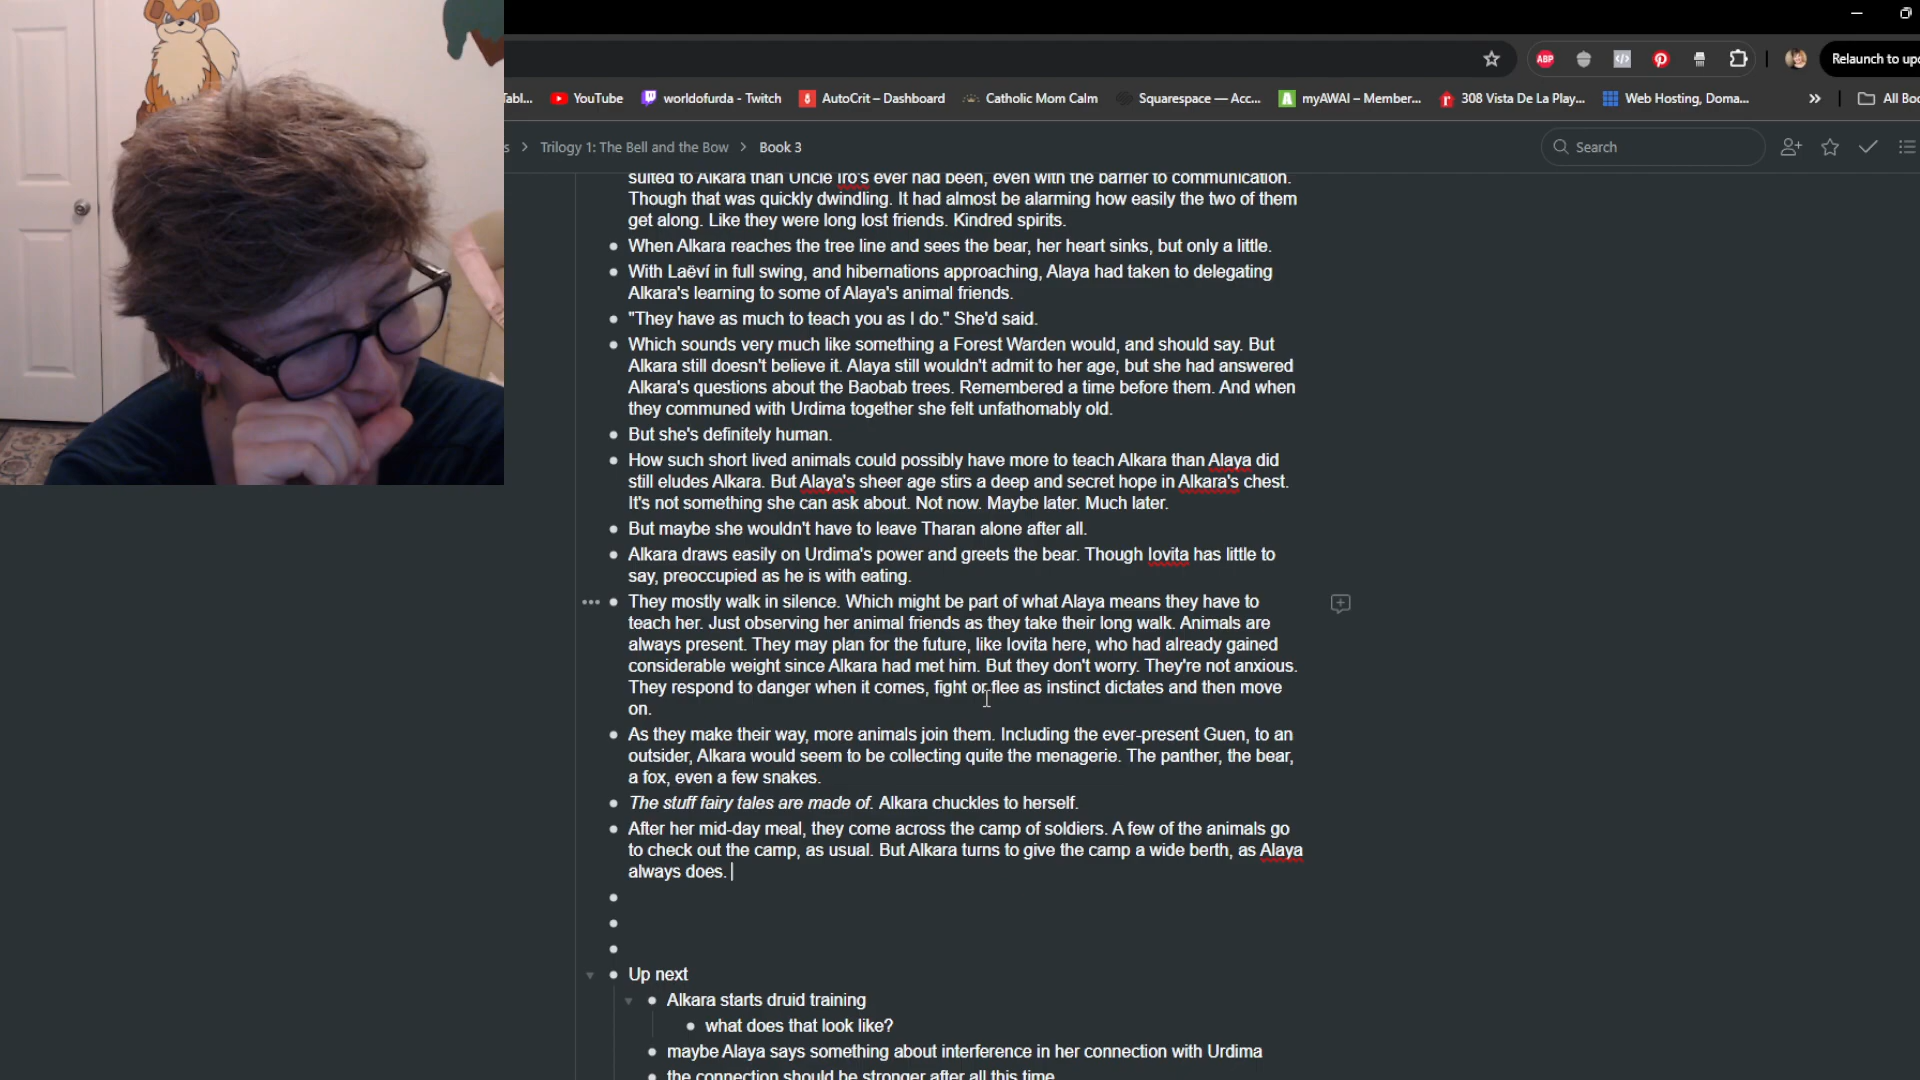 Relaunch to upd
Tabl...
YouTube
worldofurda - Twitch
AutoCrit – Dashboard
Catholic Mom Calm
Squarespace — Acc...
myAWAI – Member...
308 Vista De La Play...
Web Hosting, Doma...
All Boo
s > Trilogy 1: The Bell and the Bow > Book 3
Search
suited to Alkara than Uncle Iro's ever had been, even with the barrier to communication.
Though that was quickly dwindling. It had almost be alarming how easily the two of them
get along. Like they were long lost friends. Kindred spirits.
When Alkara reaches the tree line and sees the bear, her heart sinks, but only a little.
With Laëví in full swing, and hibernations approaching, Alaya had taken to delegating
Alkara's learning to some of Alaya's animal friends.
"They have as much to teach you as I do." She'd said.
Which sounds very much like something a Forest Warden would, and should say. But
Alkara still doesn't believe it. Alaya still wouldn't admit to her age, but she had answered
Alkara's questions about the Baobab trees. Remembered a time before them. And when
they communed with Urdima together she felt unfathomably old.
But she's definitely human.
How such short lived animals could possibly have more to teach Alkara than Alaya did
still eludes Alkara. But Alaya's sheer age stirs a deep and secret hope in Alkara's chest.
It's not something she can ask about. Not now. Maybe later. Much later.
But maybe she wouldn't have to leave Tharan alone after all.
Alkara draws easily on Urdima's power and greets the bear. Though Iovita has little to
say, preoccupied as he is with eating.
They mostly walk in silence. Which might be part of what Alaya means they have to
teach her. Just observing her animal friends as they take their long walk. Animals are
always present. They may plan for the future, like Iovita here, who had already gained
considerable weight since Alkara had met him. But they don't worry. They're not anxious.
They respond to danger when it comes, fight or flee as instinct dictates and then move
on.
As they make their way, more animals join them. Including the ever-present Guen, to an
outsider, Alkara would seem to be collecting quite the menagerie. The panther, the bear,
a fox, even a few snakes.
The stuff fairy tales are made of. Alkara chuckles to herself.
After her mid-day meal, they come across the camp of soldiers. A few of the animals go
to check out the camp, as usual. But Alkara turns to give the camp a wide berth, as Alaya
always does.
Up next
Alkara starts druid training
what does that look like?
maybe Alaya says something about interference in her connection with Urdima
the connection should be stronger after all this time